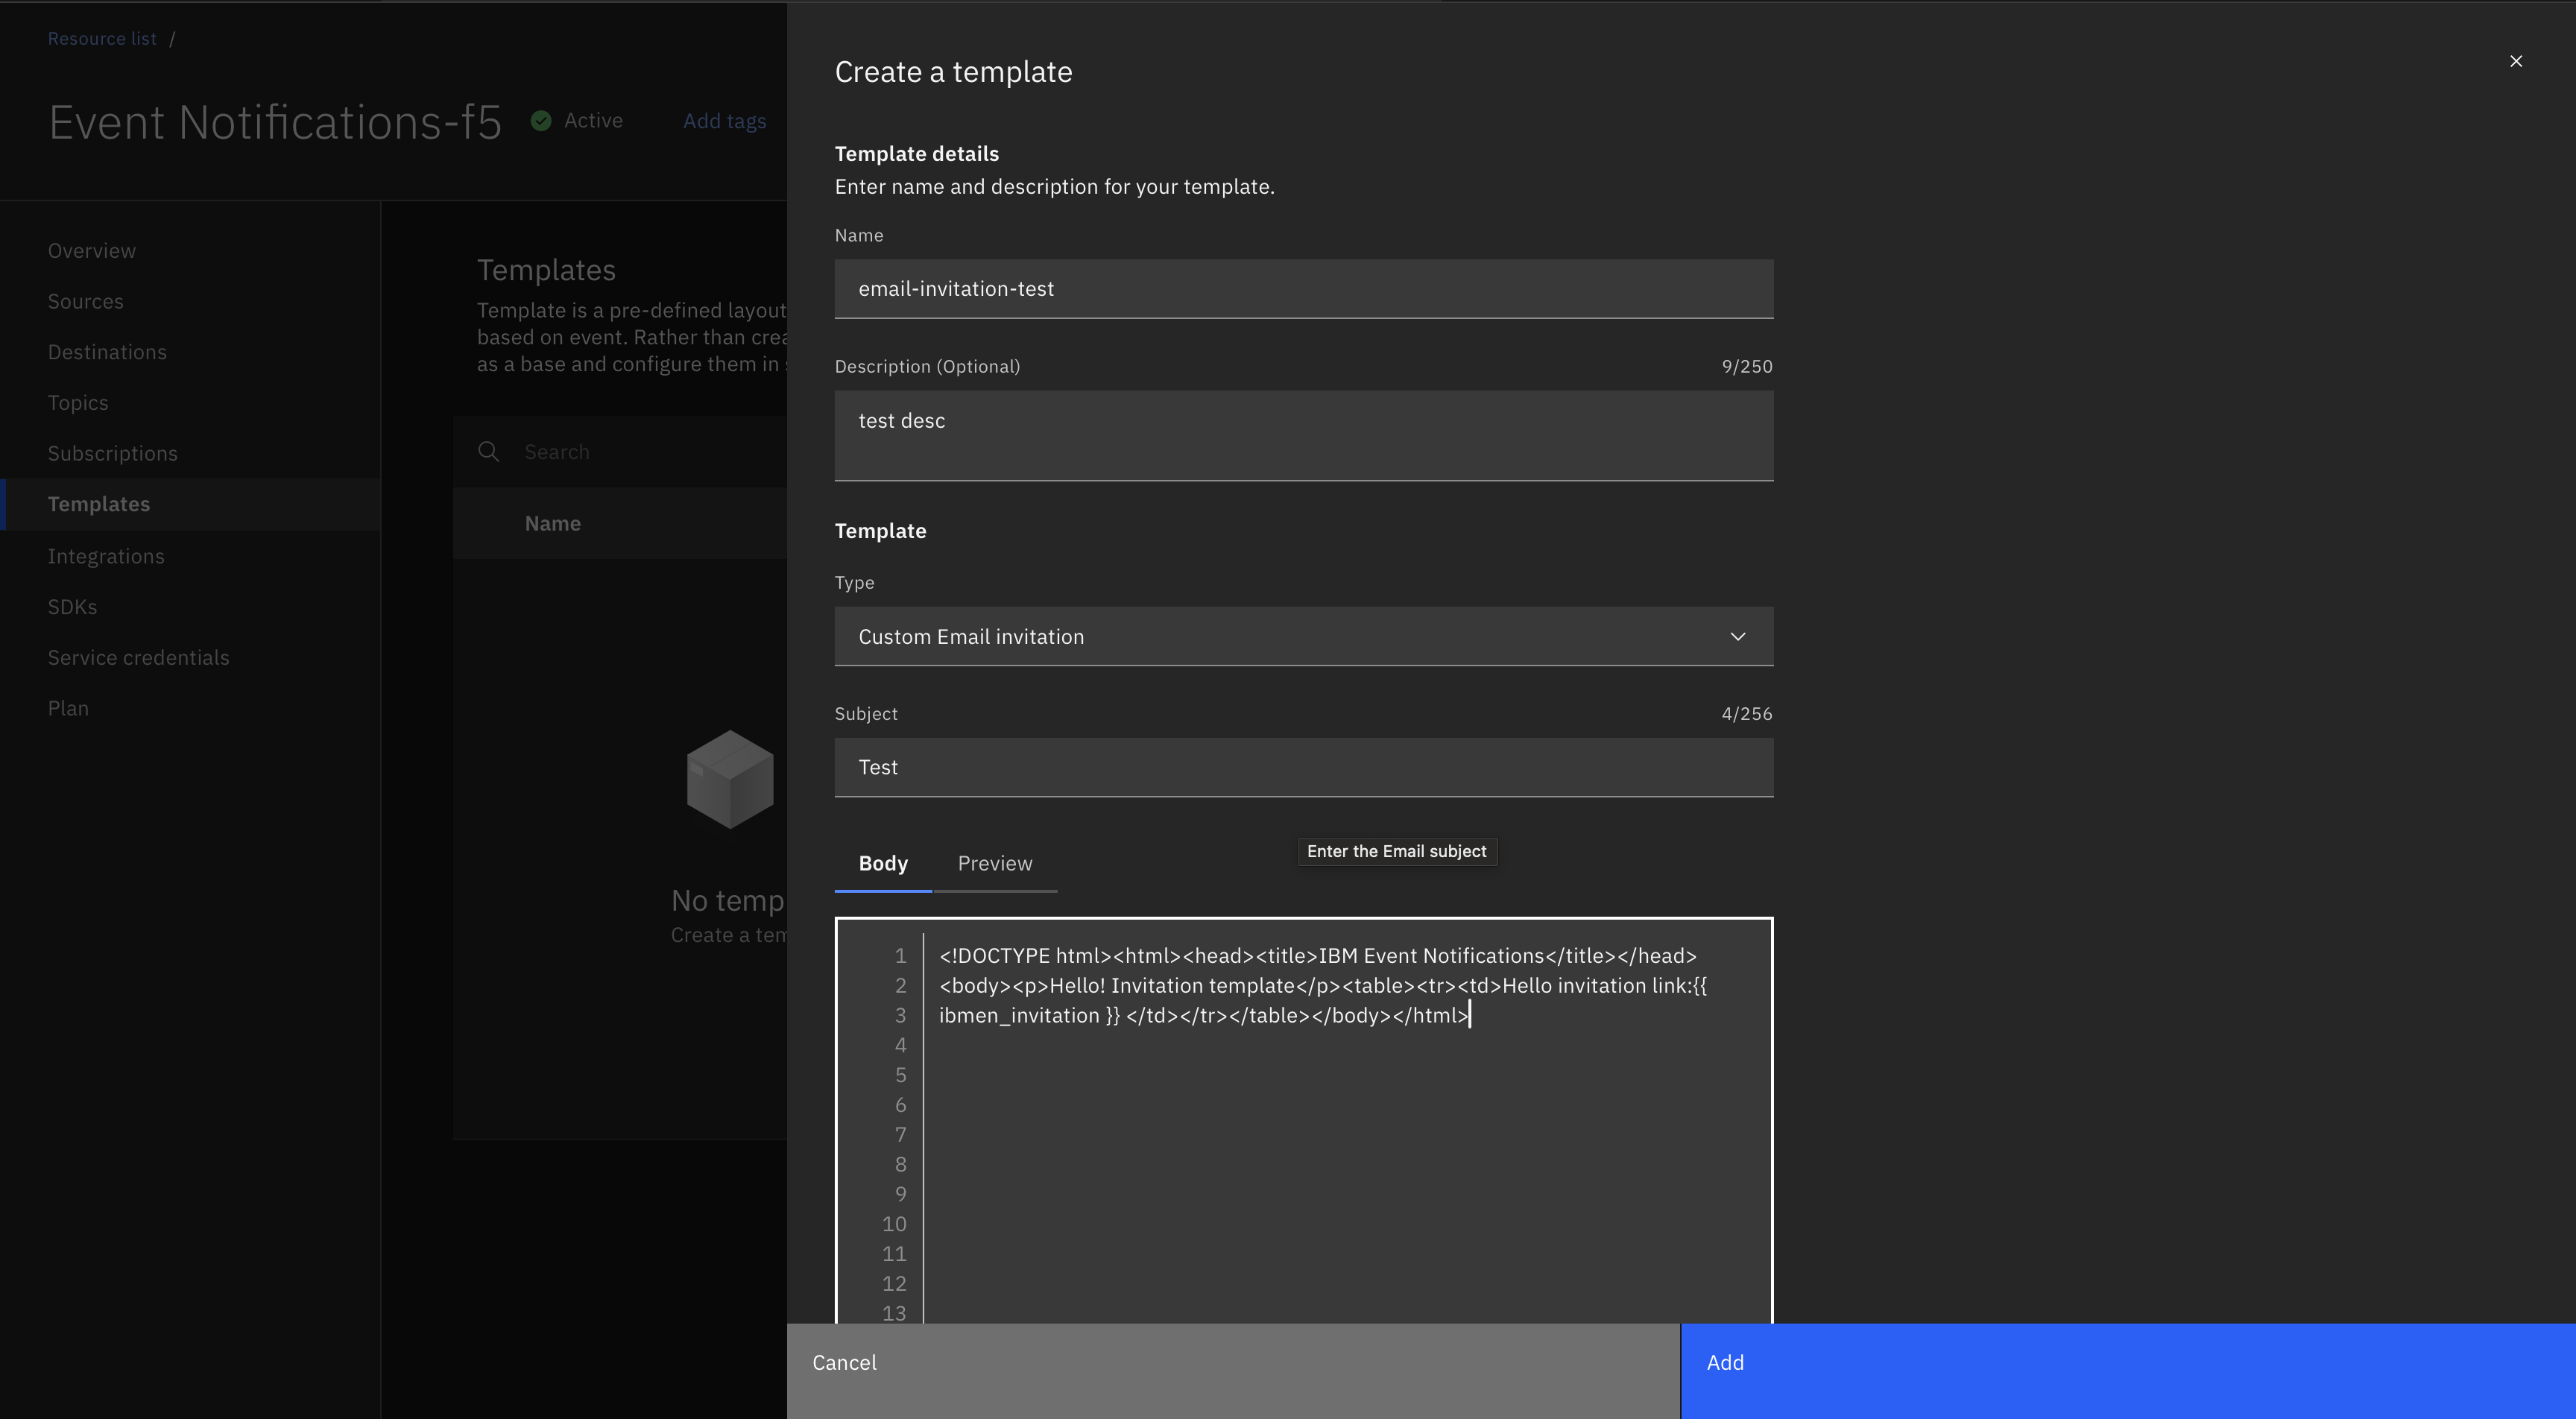 Resource list /
Event Notifications-f5
Active
Add tags
Overview
Sources
Destinations
Topics
Subscriptions
Templates
Integrations
SDKs
Service credentials
Plan
Templates
Template is a pre-defined layout
based on event. Rather than crea
as a base and configure them in s
Search
Name
No temp
Create a tem
Create a template
Template details
Enter name and description for your template.
Name
email-invitation-test
Description (Optional)
9/250
test desc
Template
Type
Custom Email invitation
Subject
4/256
Test
Body
Preview
Enter the Email subject
1 <!DOCTYPE html><html><head><title>IBM Event Notifications</title></head>
2 <body><p>Hello! Invitation template</p><table><tr><td>Hello invitation link:{{
3 ibmen_invitation }} </td></tr></table></body></html>
4
5
6
7
8
9
10
11
12
13
Cancel
Add